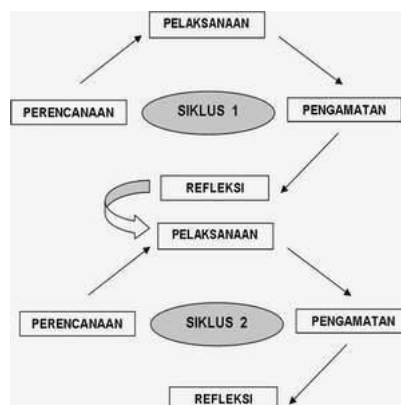 PELAKSANAAN
PERENCANAAN
SIKLUS 1
PENGAMATAN
REFLEKSI
PELAKSANAAN
PERENCANAAN
SIKLUS 2
PENGAMATAN
REFLEKSI